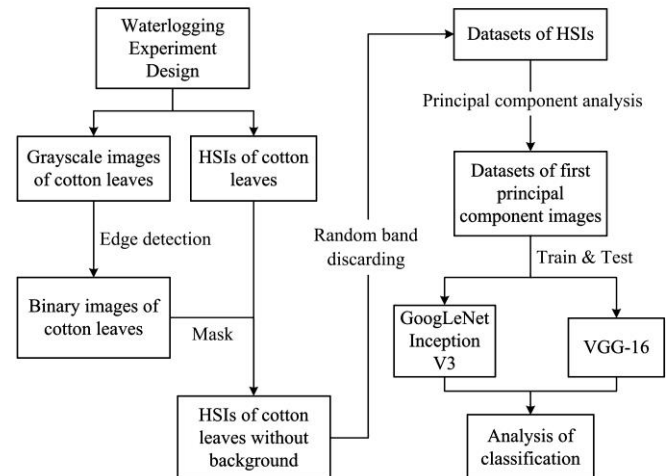 Waterlogging
Experiment
Design
Grayscale images
of cotton leaves
HSIs of cotton
leaves
Edge detection
Binary images of
cotton leaves
Mask
HSIs of cotton
leaves without
background
Random band
discarding
Datasets of HSIs
Principal component analysis
Datasets of first
principal
component images
Train & Test
GoogLeNet
Inception
V3
VGG-16
Analysis of
classification